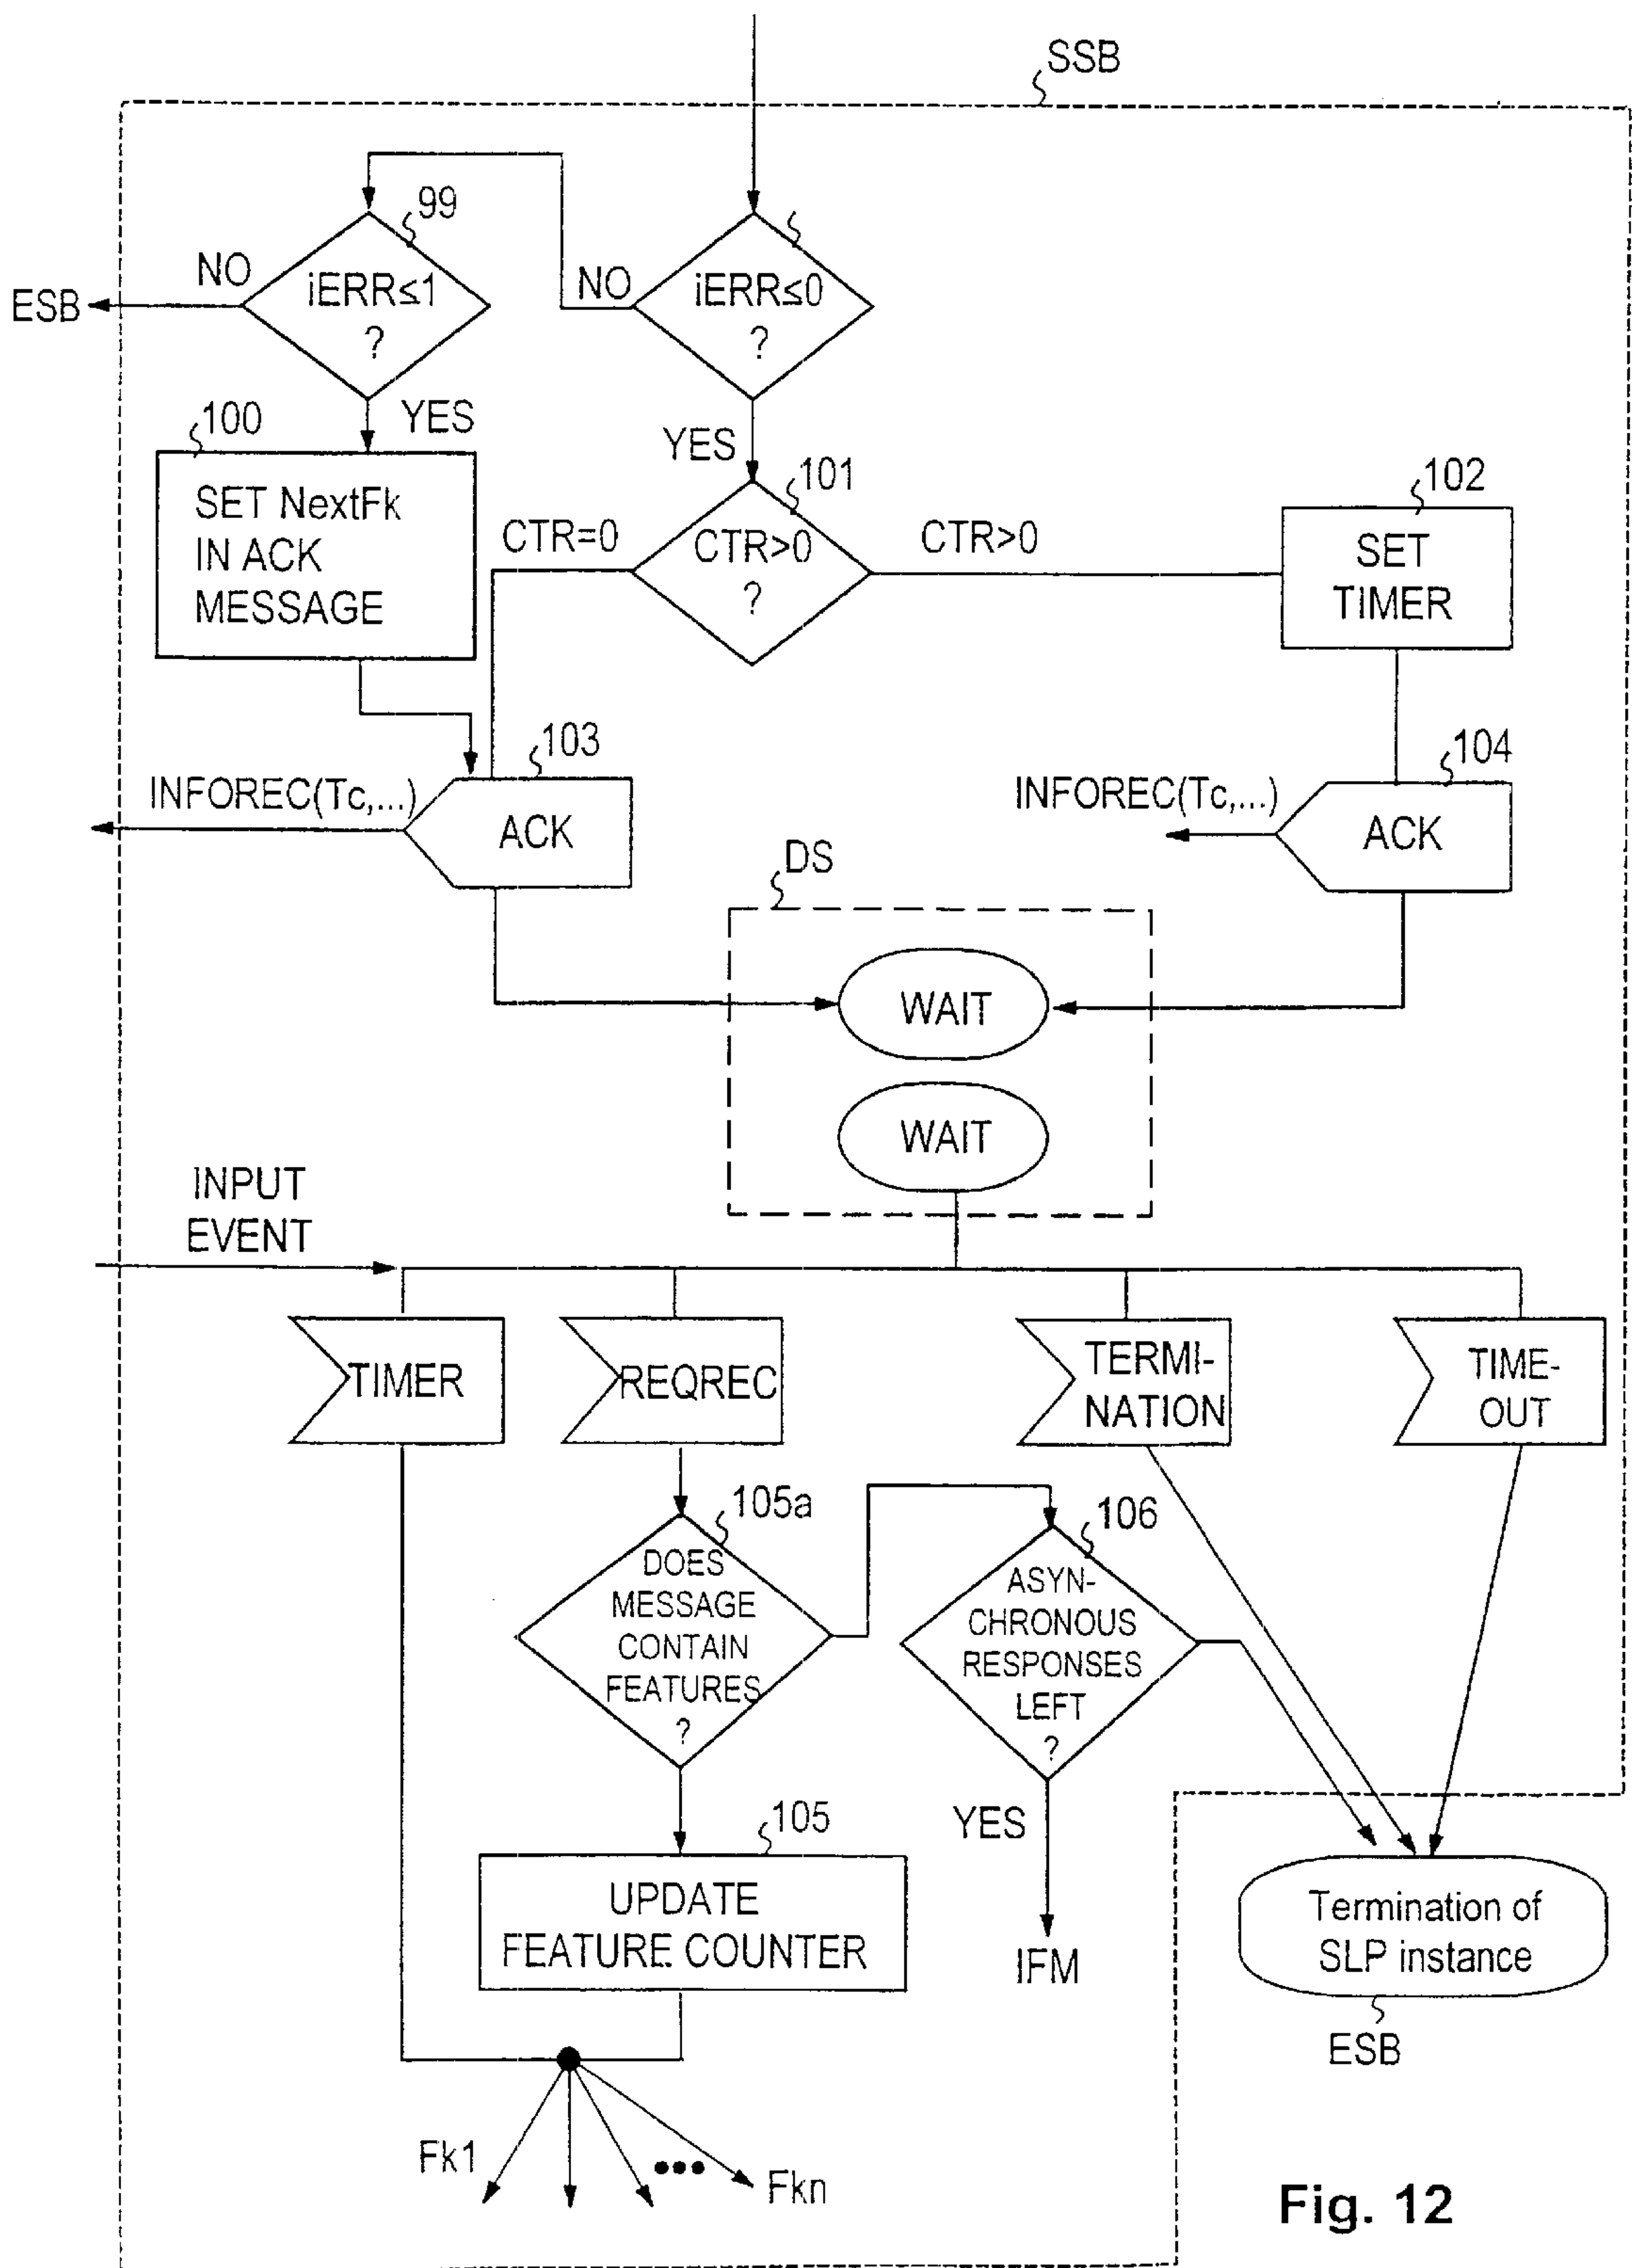 SSB
99
NO
iERR≤1
?
ESB
NO
iERR≤0
?
YES
100
YES
SET NextFk
IN ACK
MESSAGE
101
CTR=0
CTR>0
?
CTR>0
102
SET
TIMER
103
INFOREC(Tc,...)
ACK
104
INFOREC(Tc,...)
ACK
DS
WAIT
WAIT
INPUT
EVENT
TIMER
REQREC
TERMI-
NATION
TIME-
OUT
105a
DOES
MESSAGE
CONTAIN
FEATURES
?
106
ASYN-
CHRONOUS
RESPONSES
LEFT
?
YES
IFM
105
UPDATE
FEATURE COUNTER
Termination of
SLP instance
ESB
Fk1
•••
Fkn
Fig. 12